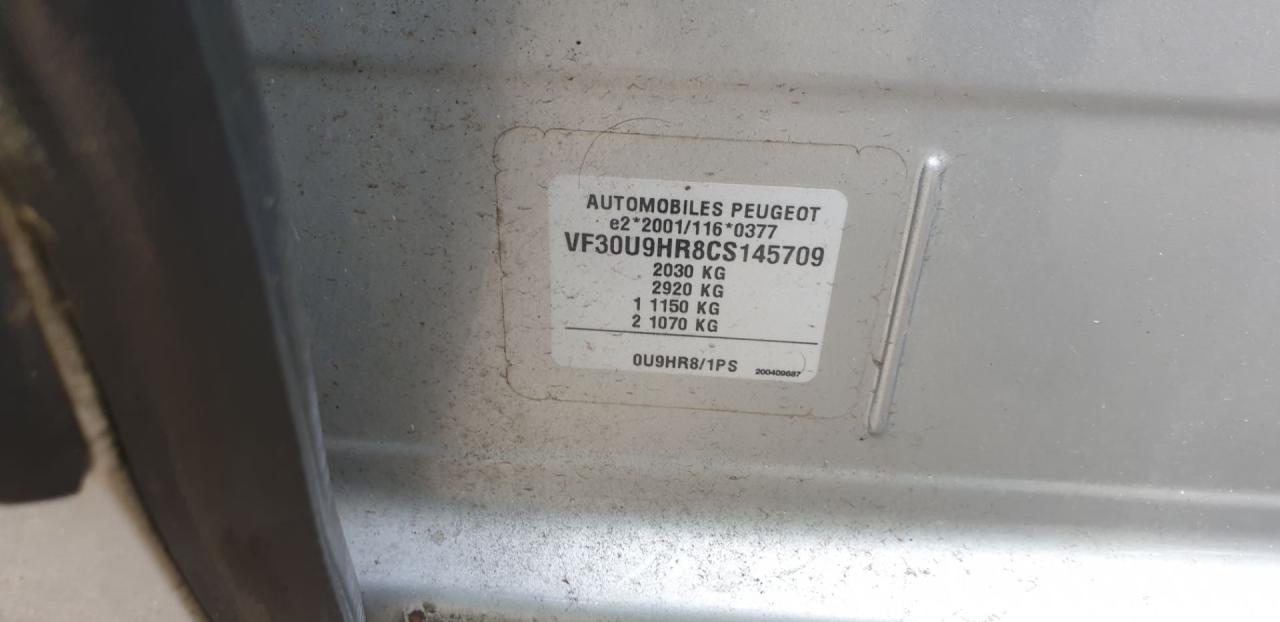 AUTOMOBILES PEUGEOT
e2*2001/116*0377
VF30U9HR8CS145709
2030 KG
2920 KG
1 1150 KG
2 1070 KG
0U9HR8/1PS
200409687